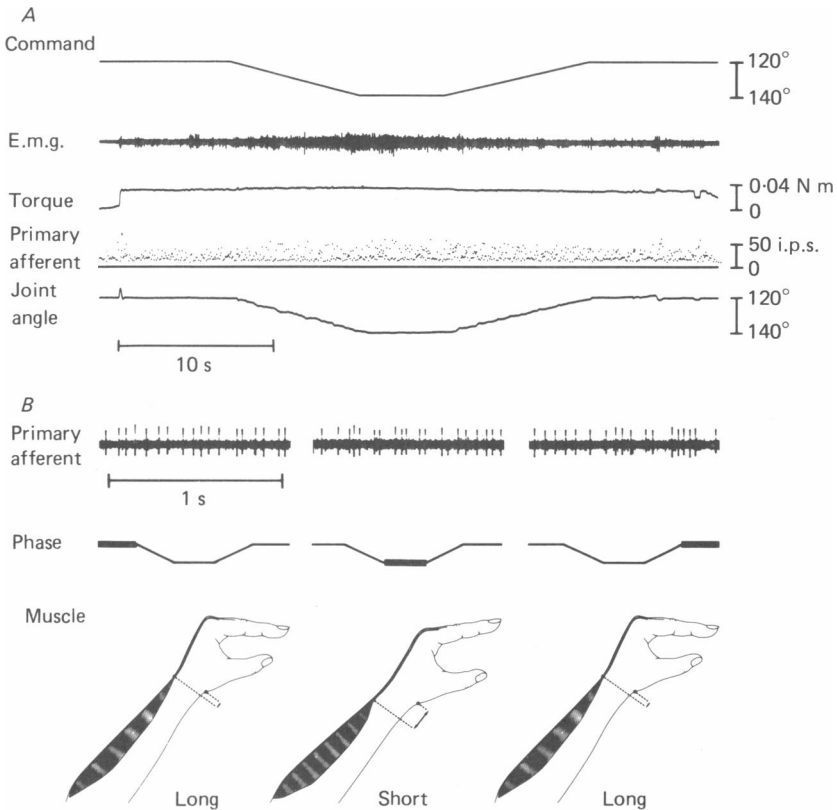 A
Command
120°
140°
E.m.g.
Torque
0·04 N m
0
Primary
afferent
50 i.p.s.
0
Joint
angle
120°
140°
10 s
B
Primary
afferent
1 s
Phase
Muscle
Long
Short
Long